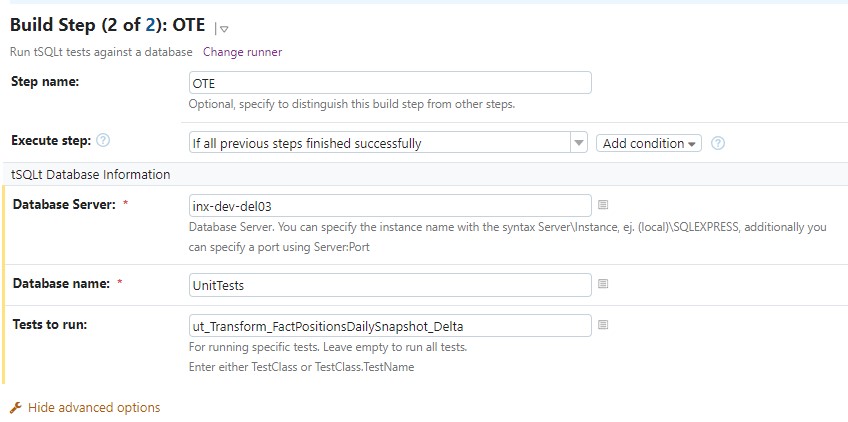 Build Step (2 of 2): OTE
Run tSQLt tests against a database Change runner
Step name: OTE
Optional, specify to distinguish this build step from other steps.
Execute step: If all previous steps finished successfully Add condition
tSQLt Database Information
Database Server: * inx-dev-del03
Database Server. You can specify the instance name with the syntax Server\Instance, ej. (local)\SQLEXPRESS, additionally you
can specify a port using Server:Port
Database name: * UnitTests
Tests to run: ut_Transform_FactPositionsDailySnapshot_Delta
For running specific tests. Leave empty to run all tests.
Enter either TestClass or TestClass.TestName
Hide advanced options